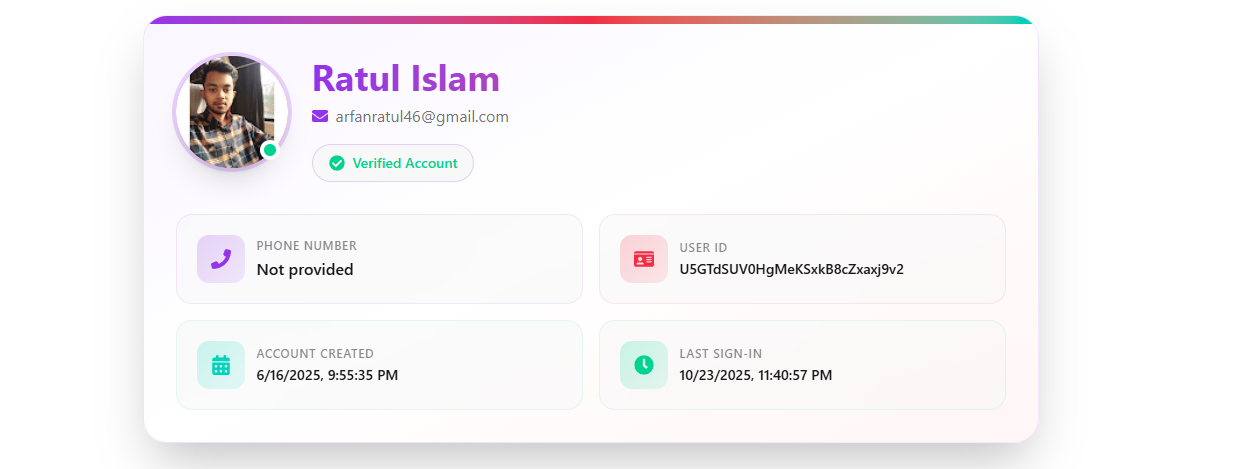 Ratul Islam
arfanratul46@gmail.com
Verified Account
PHONE NUMBER
Not provided
USER ID
U5GTdSUV0HgMeKSxkB8cZxaxj9v2
ACCOUNT CREATED
6/16/2025, 9:55:35 PM
LAST SIGN-IN
10/23/2025, 11:40:57 PM